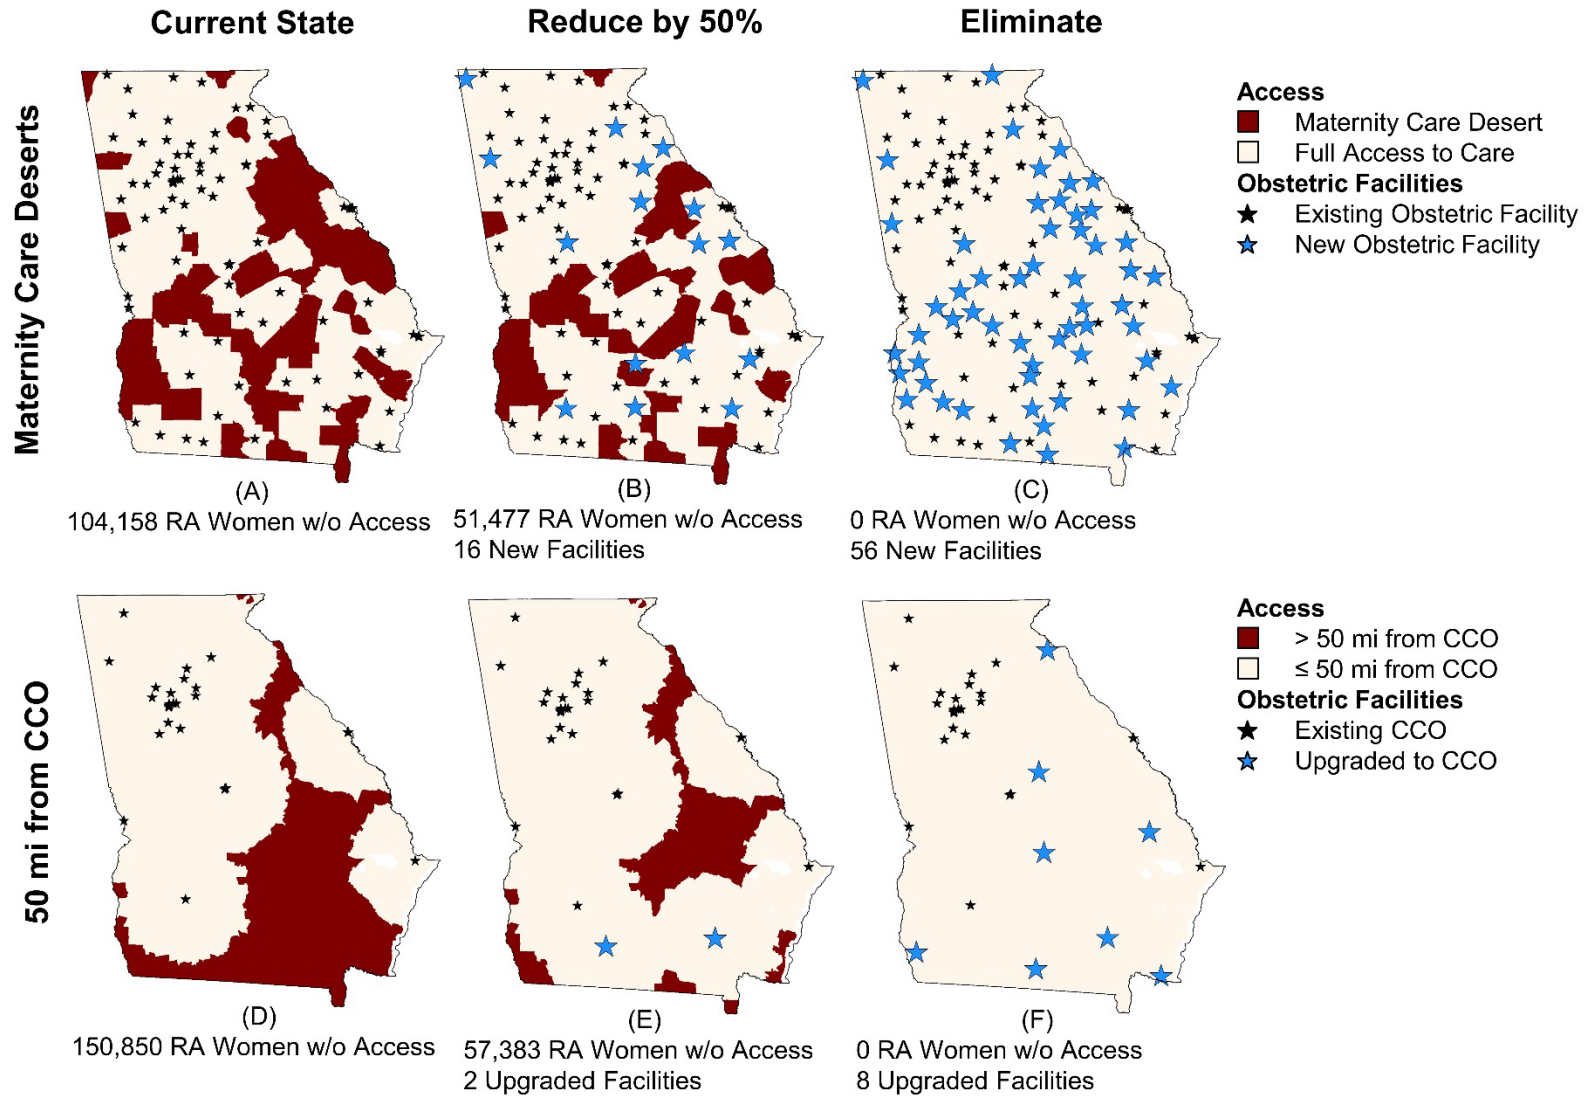 Current State
Reduce by 50%
Eliminate
Maternity Care Deserts
Access
Maternity Care Desert
Full Access to Care
Obstetric Facilities
Existing Obstetric Facility
New Obstetric Facility
(A)
104,158 RA Women w/o Access
(B)
51,477 RA Women w/o Access
16 New Facilities
(C)
0 RA Women w/o Access
56 New Facilities
50 mi from CCO
Access
> 50 mi from CCO
≤ 50 mi from CCO
Obstetric Facilities
Existing CCO
Upgraded to CCO
(D)
150,850 RA Women w/o Access
(E)
57,383 RA Women w/o Access
2 Upgraded Facilities
(F)
0 RA Women w/o Access
8 Upgraded Facilities